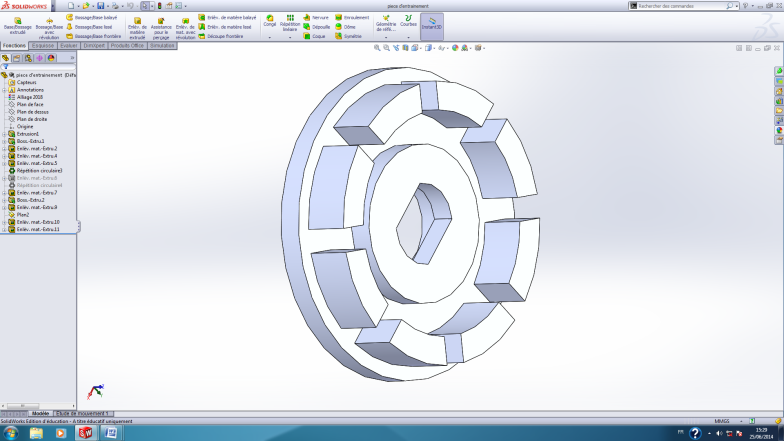 SOLIDWORKS
piece d'entrainement
Rechercher des commandes
Bossage/Base extrudé
Bossage/Base avec révolution
Bossage/Base balayé
Bossage/Base lissé
Bossage/Base frontière
Enlèv. de matière extrudé
Assistance pour le perçage
Enlèv. de mat. avec révolution
Enlèv. de matière balayé
Enlèv. de matière lissé
Découpe frontière
Congé
Répétition linéaire
Nervure
Dépouille
Coque
Enroulement
Dôme
Symétrie
Géométrie de réfé...
Courbes
Instant3D
Fonctions
Esquisse
Evaluer
DimXpert
Produits Office
Simulation
piece d'entrainement (Défa
Capteurs
Annotations
Alliage 2018
Plan de face
Plan de dessus
Plan de droite
Origine
Extrusion1
Boss.-Extru.1
Enlèv. mat.-Extru.2
Enlèv. mat.-Extru.4
Enlèv. mat.-Extru.5
Répétition circulaire3
Enlèv. mat.-Extru.6
Répétition circulaire4
Enlèv. mat.-Extru.7
Boss.-Extru.2
Enlèv. mat.-Extru.9
Plan2
Enlèv. mat.-Extru.10
Enlèv. mat.-Extru.11
Modèle
Etude de mouvement 1
SolidWorks Edition d'éducation - A titre éducatif uniquement
MMGS
FR
15:29
25/06/2014